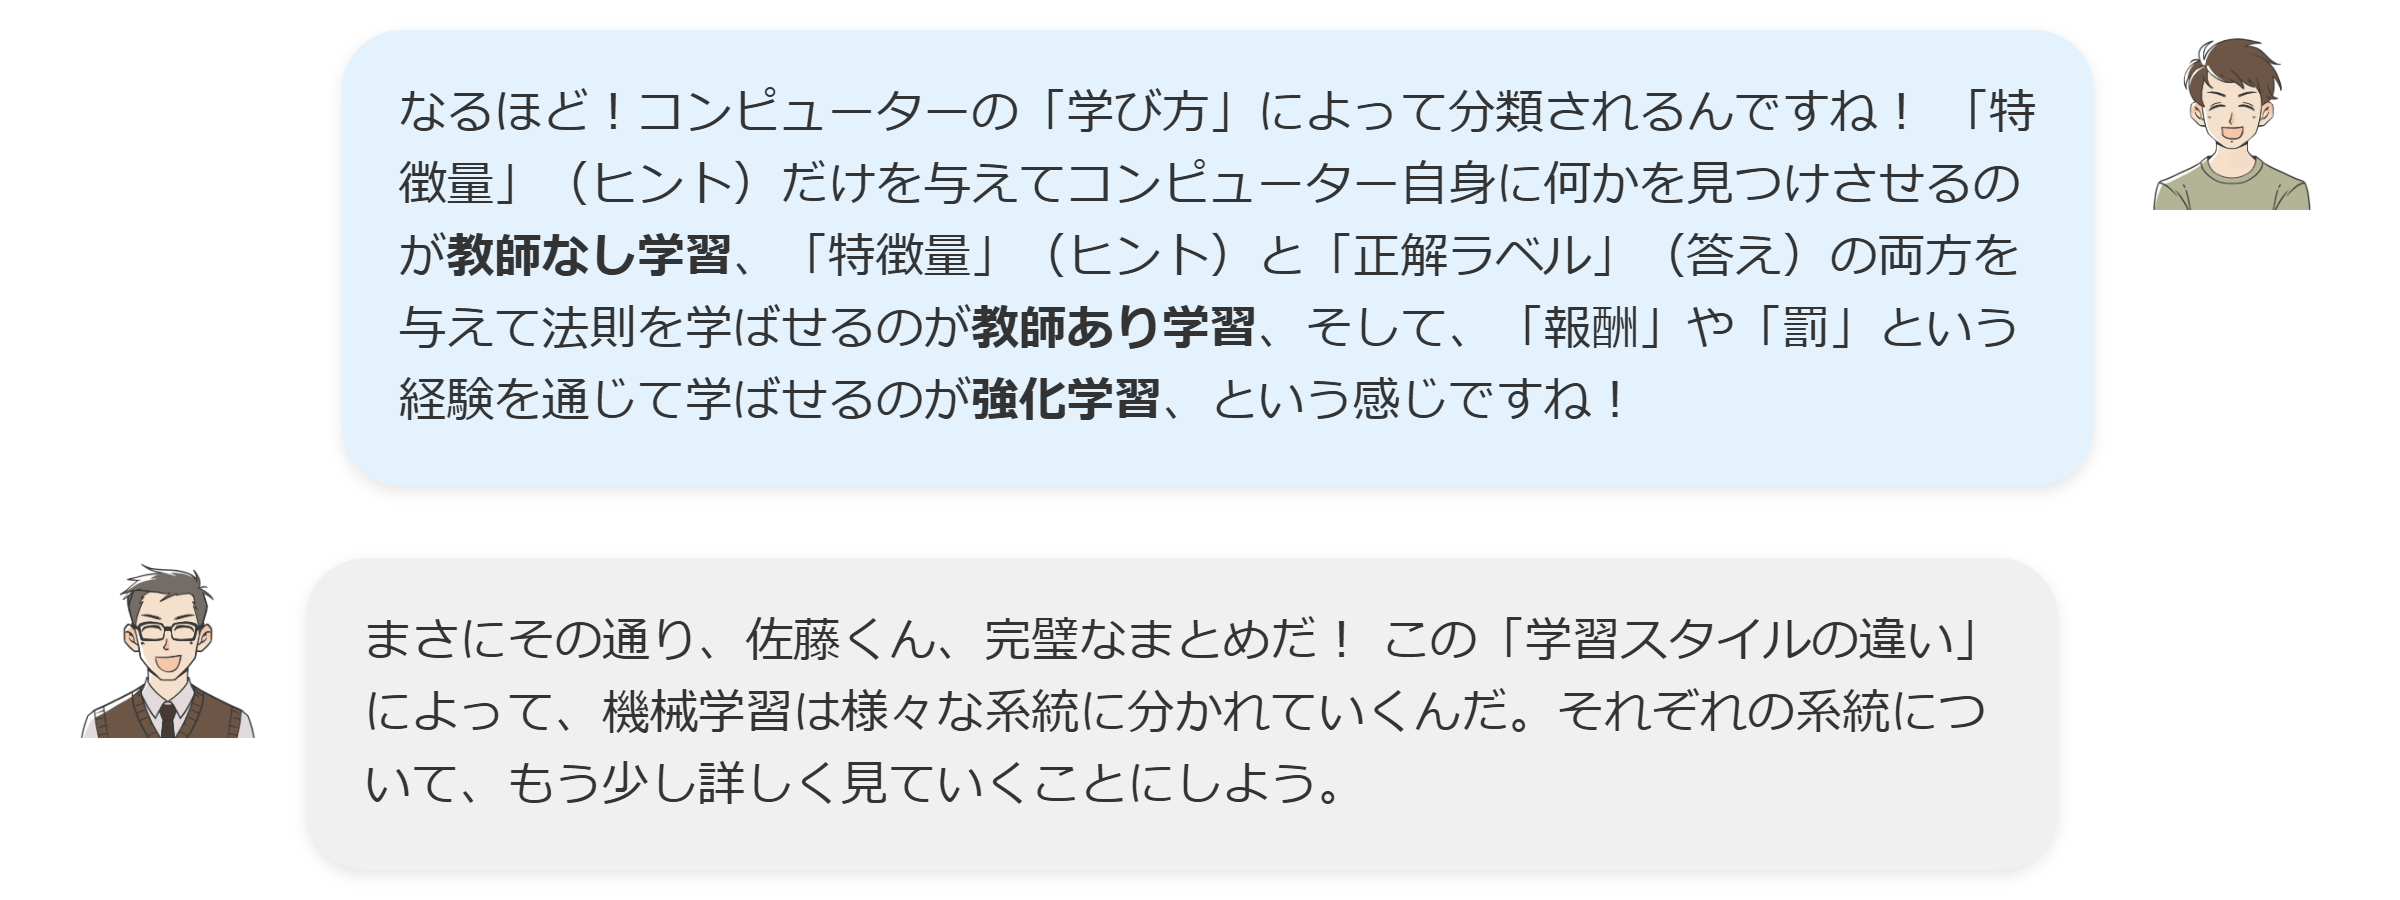 なるほど！コンピューターの「学び方」によって分類されるんですね！ 「特
徴量」（ヒント）だけを与えてコンピューター自身に何かを見つけさせるの
が教師なし学習、「特徴量」（ヒント）と「正解ラベル」（答え）の両方を
与えて法則を学ばせるのが教師あり学習、そして、「報酬」や「罰」という
経験を通じて学ばせるのが強化学習、という感じですね！
まさにその通り、佐藤くん、完璧なまとめだ！ この「学習スタイルの違い」
によって、機械学習は様々な系統に分かれていくんだ。それぞれの系統につ
いて、もう少し詳しく見ていくことにしよう。